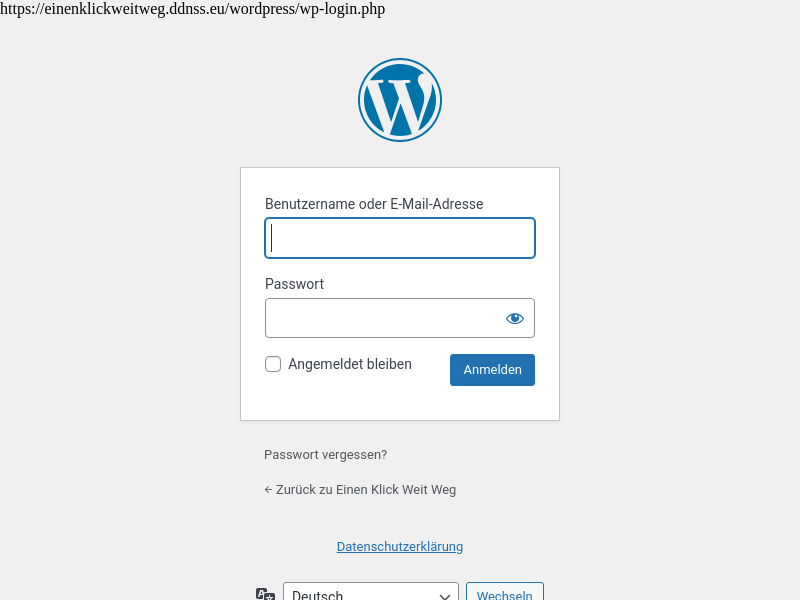 https://einenklickweitweg.ddnss.eu/wordpress/wp-login.php
Benutzername oder E-Mail-Adresse
Passwort
Angemeldet bleiben
Anmelden
Passwort vergessen?
← Zurück zu Einen Klick Weit Weg
Datenschutzerklärung
Deutsch
Wechseln